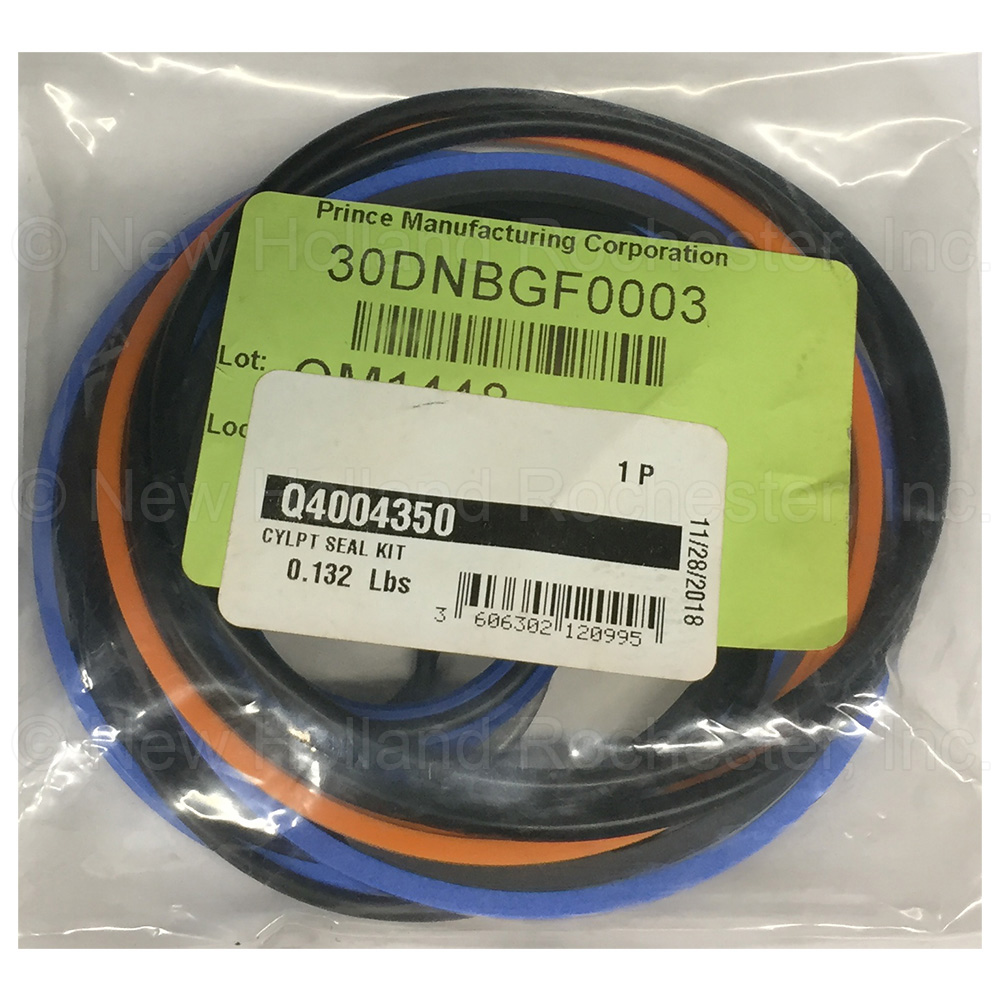 Prince Manufacturing Corporation
30DNBGF0003
Lot: QM1448
Loc
1 P
Q4004350
CYLPT SEAL KIT
0.132 Lbs
11/28/2018
3 606302 120995
© New Holland Rochester, Inc.
© New Holland Rochester, Inc.
© New Holland Rochester, Inc.